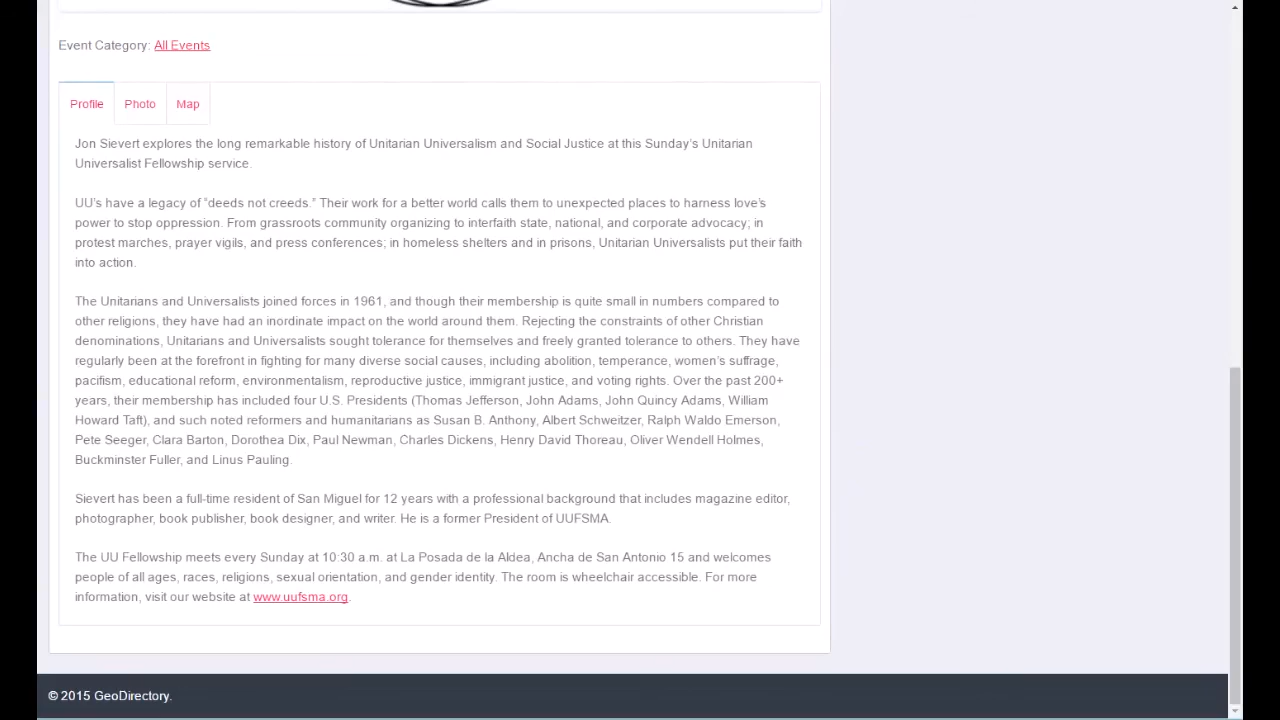 Event Category: All Events
Profile Photo Map
Jon Sievert explores the long remarkable history of Unitarian Universalism and Social Justice at this Sunday’s Unitarian
Universalist Fellowship service.
UU’s have a legacy of “deeds not creeds.” Their work for a better world calls them to unexpected places to harness love’s
power to stop oppression. From grassroots community organizing to interfaith state, national, and corporate advocacy; in
protest marches, prayer vigils, and press conferences; in homeless shelters and in prisons, Unitarian Universalists put their faith
into action.
The Unitarians and Universalists joined forces in 1961, and though their membership is quite small in numbers compared to
other religions, they have had an inordinate impact on the world around them. Rejecting the constraints of other Christian
denominations, Unitarians and Universalists sought tolerance for themselves and freely granted tolerance to others. They have
regularly been at the forefront in fighting for many diverse social causes, including abolition, temperance, women’s suffrage,
pacifism, educational reform, environmentalism, reproductive justice, immigrant justice, and voting rights. Over the past 200+
years, their membership has included four U.S. Presidents (Thomas Jefferson, John Adams, John Quincy Adams, William
Howard Taft), and such noted reformers and humanitarians as Susan B. Anthony, Albert Schweitzer, Ralph Waldo Emerson,
Pete Seeger, Clara Barton, Dorothea Dix, Paul Newman, Charles Dickens, Henry David Thoreau, Oliver Wendell Holmes,
Buckminster Fuller, and Linus Pauling.
Sievert has been a full-time resident of San Miguel for 12 years with a professional background that includes magazine editor,
photographer, book publisher, book designer, and writer. He is a former President of UUFSMA.
The UU Fellowship meets every Sunday at 10:30 a.m. at La Posada de la Aldea, Ancha de San Antonio 15 and welcomes
people of all ages, races, religions, sexual orientation, and gender identity. The room is wheelchair accessible. For more
information, visit our website at www.uufsma.org.
© 2015 GeoDirectory.